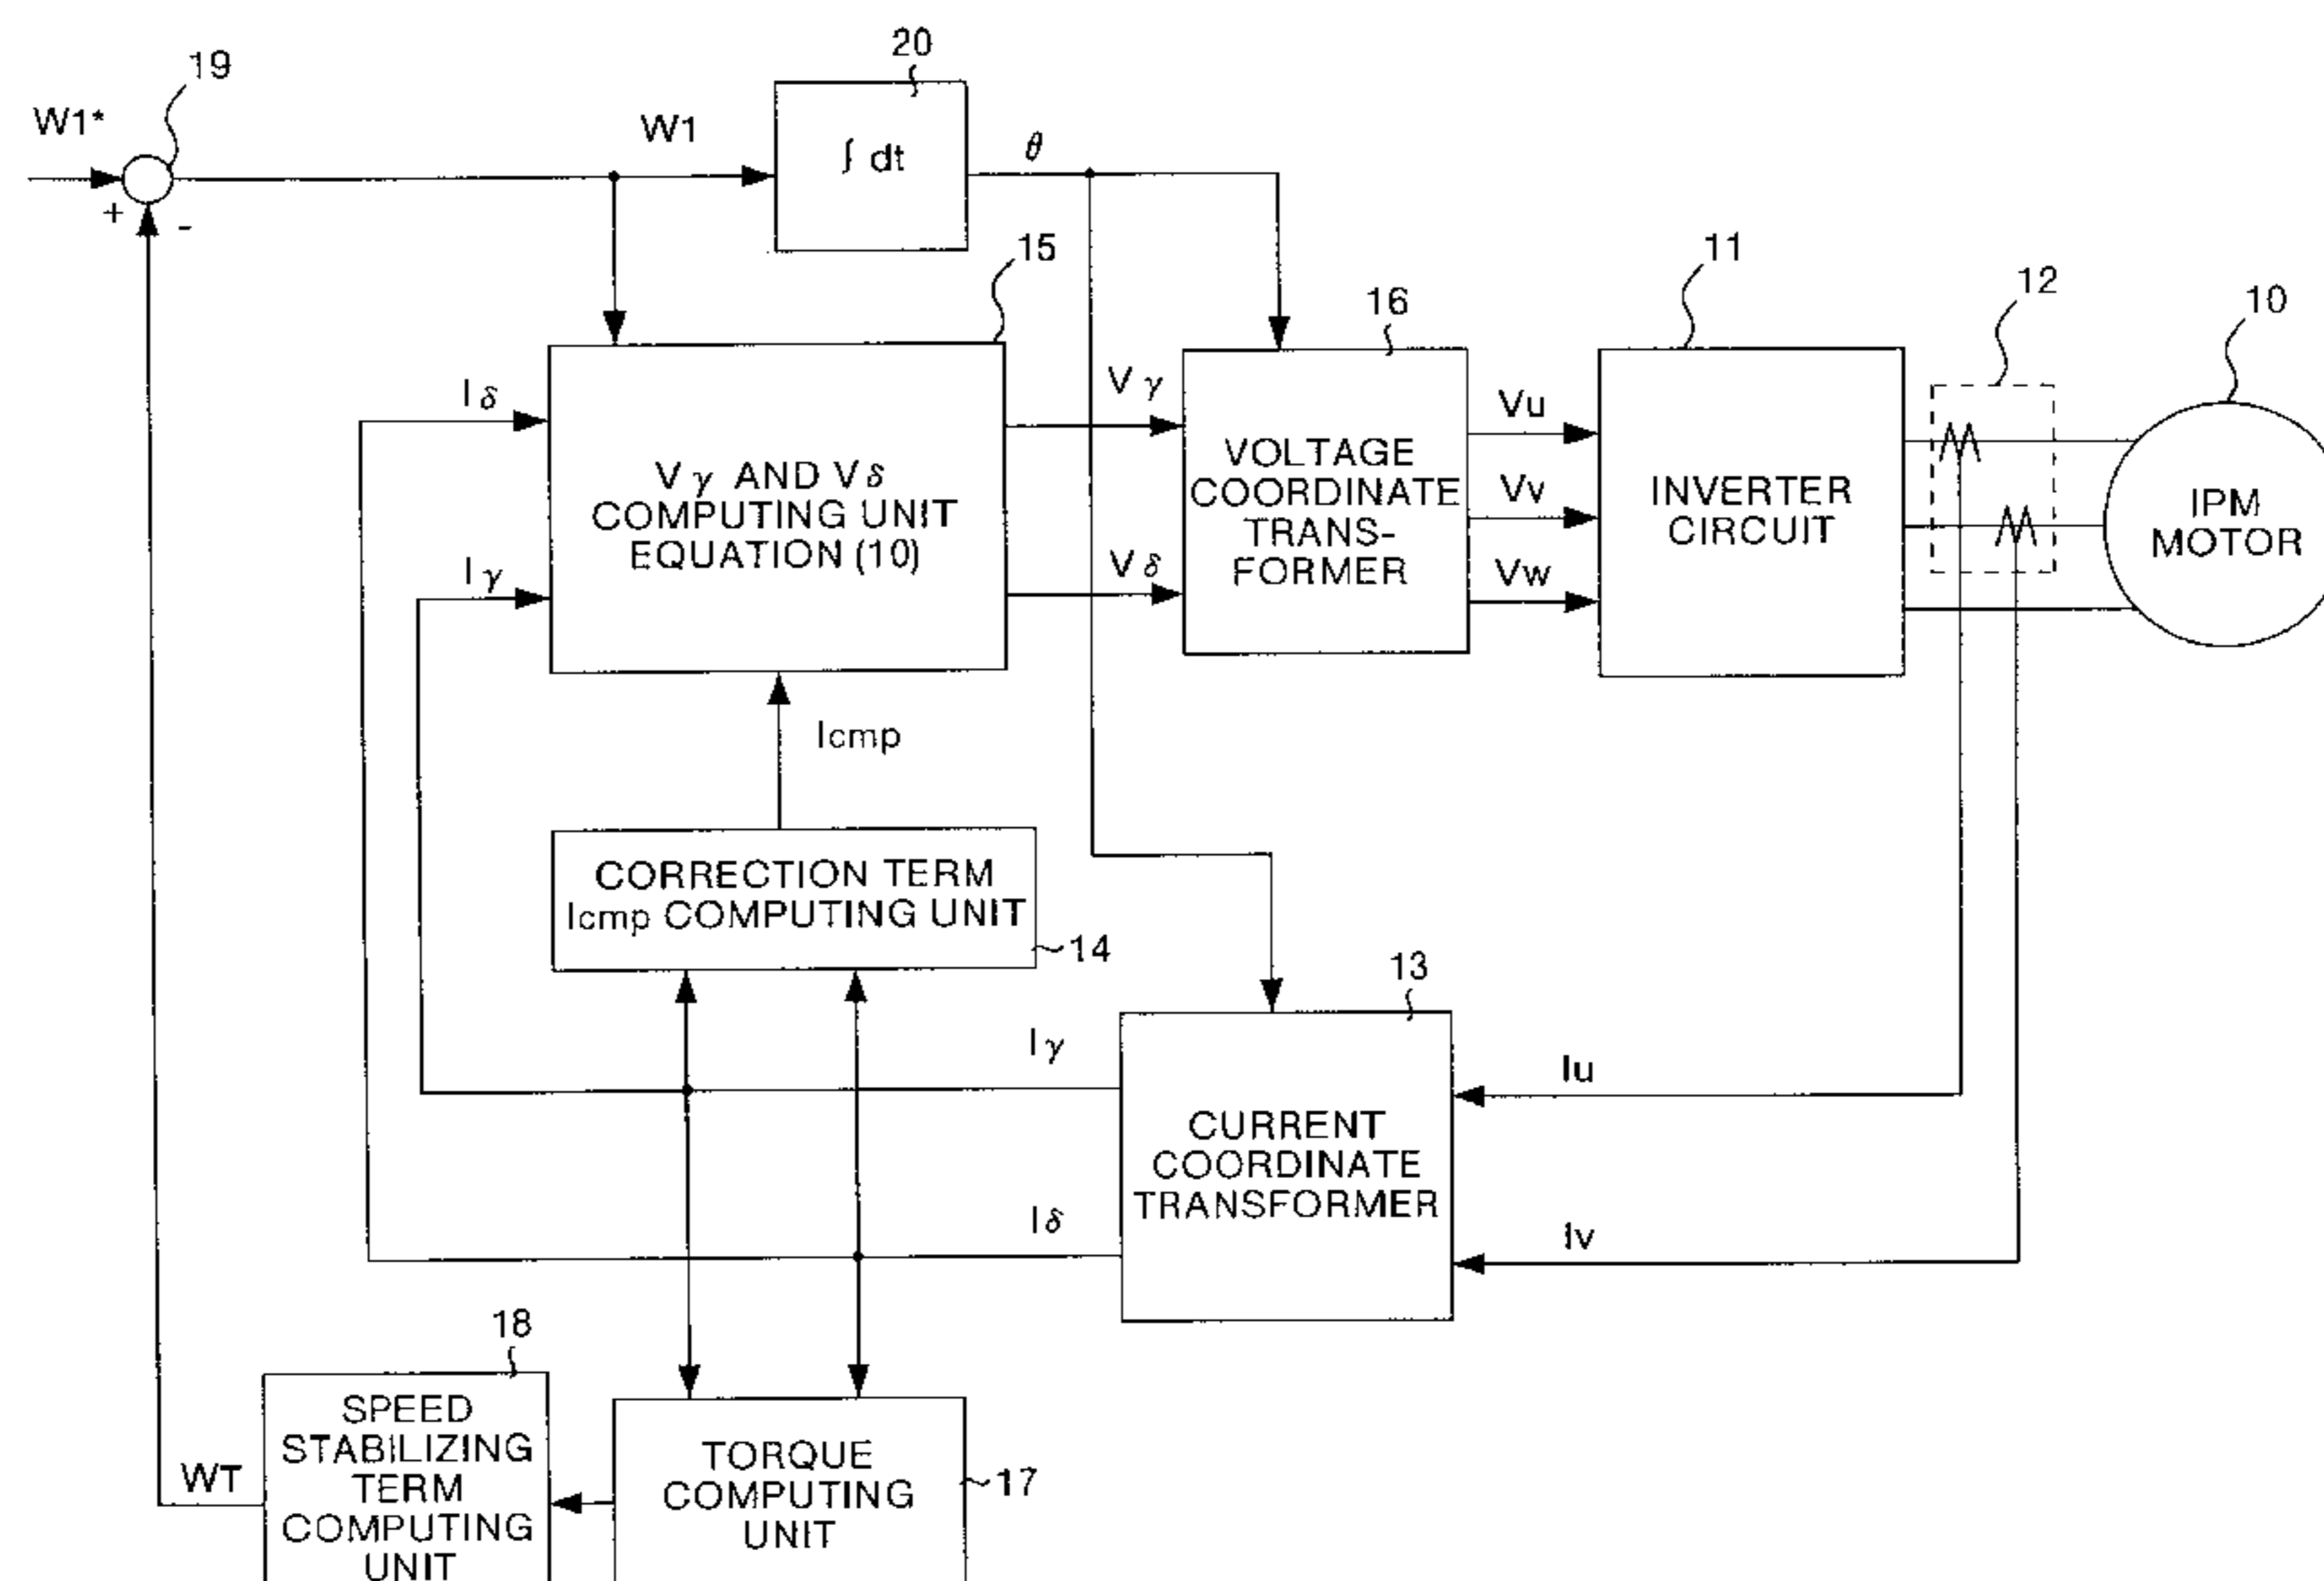 20
19
W1*
W1
∫ dt
θ
+
-
15
11
12
10
16
Iδ
Vγ
Vu
Vγ AND Vδ
COMPUTING UNIT
EQUATION (10)
VOLTAGE
COORDINATE
TRANS-
FORMER
Vv
INVERTER
CIRCUIT
IPM
MOTOR
Iγ
Vδ
Vw
Icmp
CORRECTION TERM
Icmp COMPUTING UNIT
14
13
Iγ
Iu
CURRENT
COORDINATE
TRANSFORMER
Iδ
Iv
18
SPEED
STABILIZING
TERM
COMPUTING
UNIT
WT
TORQUE
COMPUTING
UNIT
17